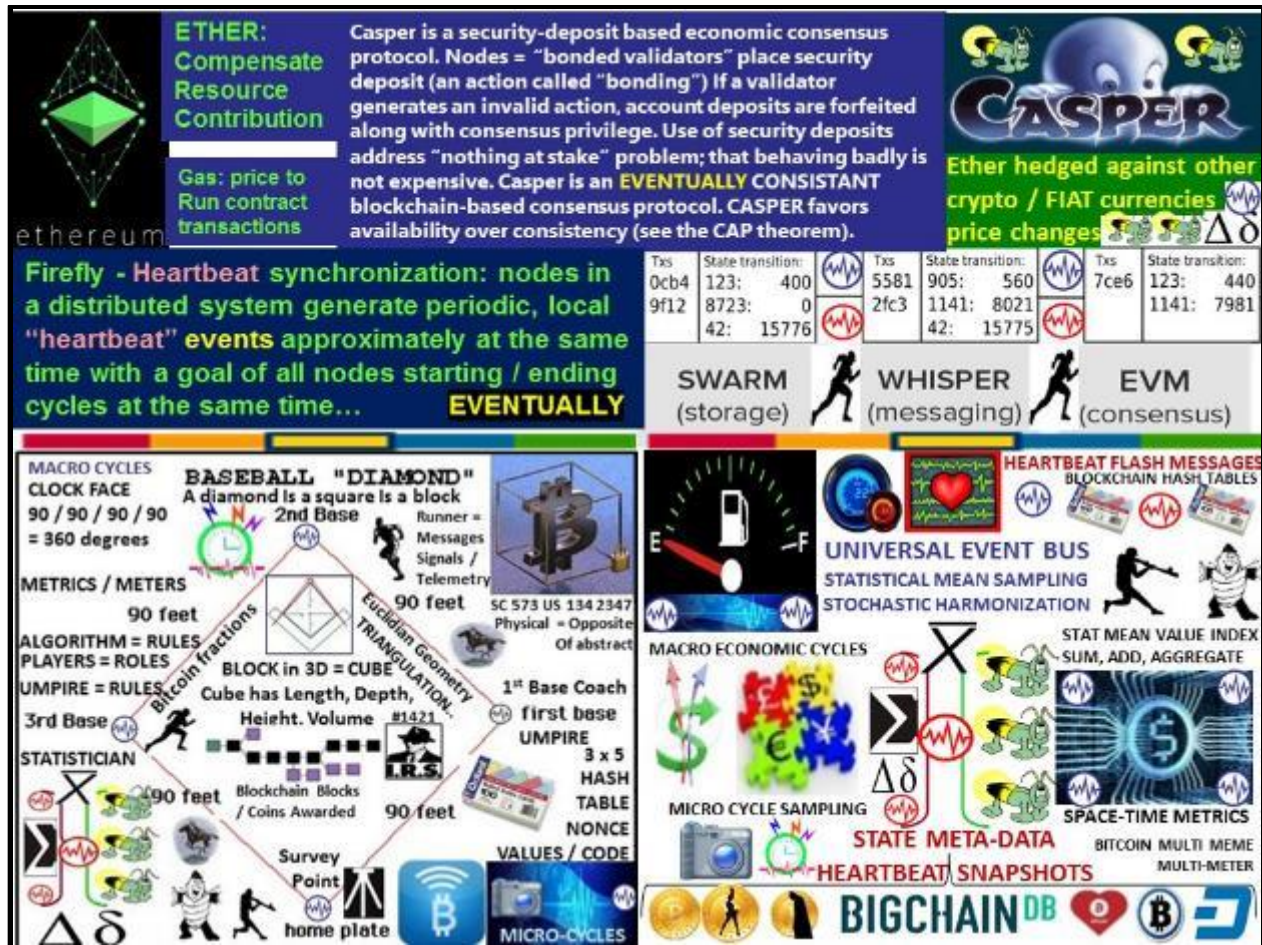 ETHER:
Compensate
Resource
Contribution
Gas: price to
Run contract
transactions
ethereum
Casper is a security-deposit based economic consensus
protocol. Nodes = “bonded validators” place security
deposit (an action called “bonding”) If a validator
generates an invalid action, account deposits are forfeited
along with consensus privilege. Use of security deposits
address “nothing at stake” problem; that behaving badly is
not expensive. Casper is an EVENTUALLY CONSISTANT
blockchain-based consensus protocol. CASPER favors
availability over consistency (see the CAP theorem).
CASPER
Ether hedged against other
crypto / FIAT currencies
price changes
Δ δ
Firefly - Heartbeat synchronization: nodes in
a distributed system generate periodic, local
“heartbeat” events approximately at the same
time with a goal of all nodes starting / ending
cycles at the same time... EVENTUALLY
Txs
0cb4
9f12
State transition:
123: 400
8723: 0
42: 15776
Txs
5581
2fc3
State transition:
905: 560
1141: 8021
42: 15775
Txs
7ce6
State transition:
123: 440
1141: 7981
SWARM
(storage)
WHISPER
(messaging)
EVM
(consensus)
MACRO CYCLES
CLOCK FACE
90 / 90 / 90 / 90
= 360 degrees
METRICS / METERS
90 feet
ALGORITHM = RULES
PLAYERS = ROLES
UMPIRE = RULES
3rd Base
STATISTICIAN
BASEBALL "DIAMOND"
A diamond Is a square Is a block
2nd Base
Runner =
Messages
Signals /
Telemetry
90 feet
SC 573 US 134 2347
Physical = Opposite
Of abstract
Bitcoin fractions
Euclidian Geometry
TRIANGULATION...
BLOCK in 3D = CUBE
Cube has Length, Depth,
Height. Volume
#1421
I.R.S.
1st Base Coach
first base
UMPIRE
3 x 5
HASH
TABLE
NONCE
VALUES / CODE
90 feet
Blockchain Blocks
/ Coins Awarded
90 feet
Survey
Point
home plate
X
Σ
Δ δ
MICRO-CYCLES
E
F
HEARTBEAT FLASH MESSAGES
BLOCKCHAIN HASH TABLES
UNIVERSAL EVENT BUS
STATISTICAL MEAN SAMPLING
STOCHASTIC HARMONIZATION
MACRO ECONOMIC CYCLES
STAT MEAN VALUE INDEX
SUM, ADD, AGGREGATE
X
Σ
Δδ
MICRO CYCLE SAMPLING
STATE META-DATA
HEARTBEAT SNAPSHOTS
SPACE-TIME METRICS
BITCOIN MULTI MEME
MULTI-METER
BIGCHAIN DB